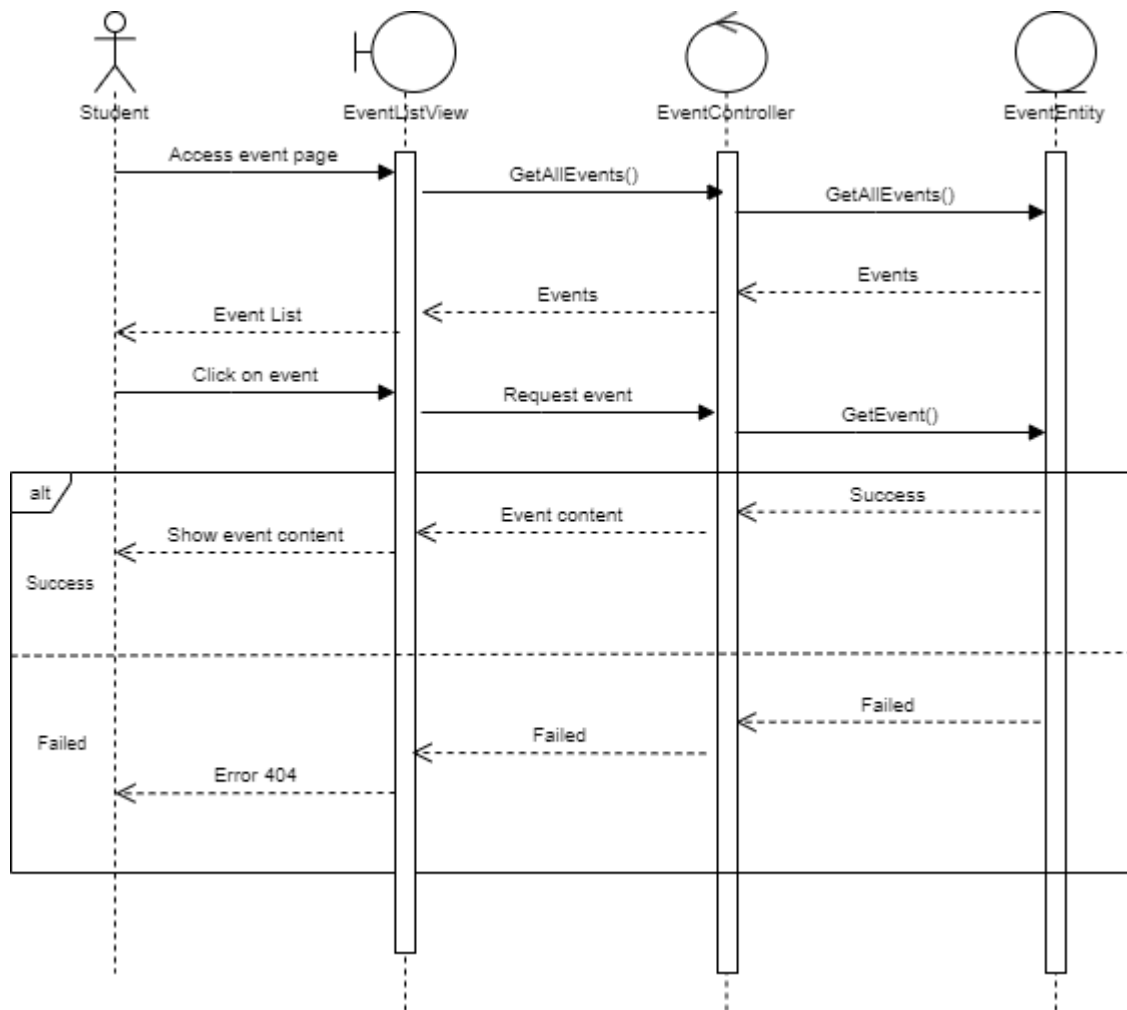 Student
EventListView
EventController
EventEntity
Access event page
GetAllEvents()
GetAllEvents()
Events
Events
Event List
Click on event
Request event
GetEvent()
alt
Success
Event content
Show event content
Success
Failed
Failed
Failed
Error 404